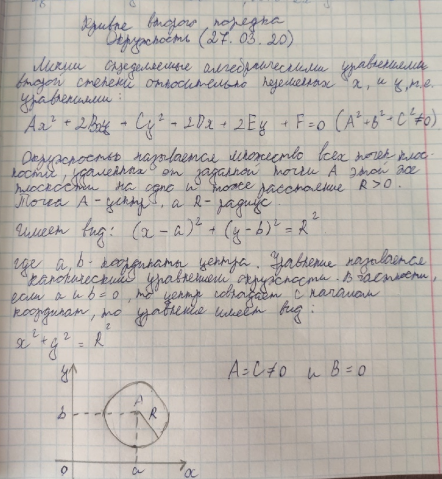 Кривые второго порядка
Окружность (27.03.20)
Линии определяемые алгебраическими уравнениями
второй степени относительно переменных x, и y, т.е.
уравнениями:
Ax² + 2Bxy + Cy² + 2Dx + 2Ey + F=0 (A²+B²+C²≠0)
Окружностью называется множество всех точек плос-
кости, удалённых от заданной точки A этой же
плоскости на одно и тоже расстояние R>0.
Точка A - центр, а R - радиус
Имеет вид: (x-a)² + (y-b)² = R²
где a, b - координаты центра. Уравнение называется
каноническим уравнением окружности. В частности,
если a и b=0, то центр совпадает с началом
координат, то уравнение имеет вид:
x²+y² = R²
A=C≠0 и B=0
y
b
A
R
0
a
x